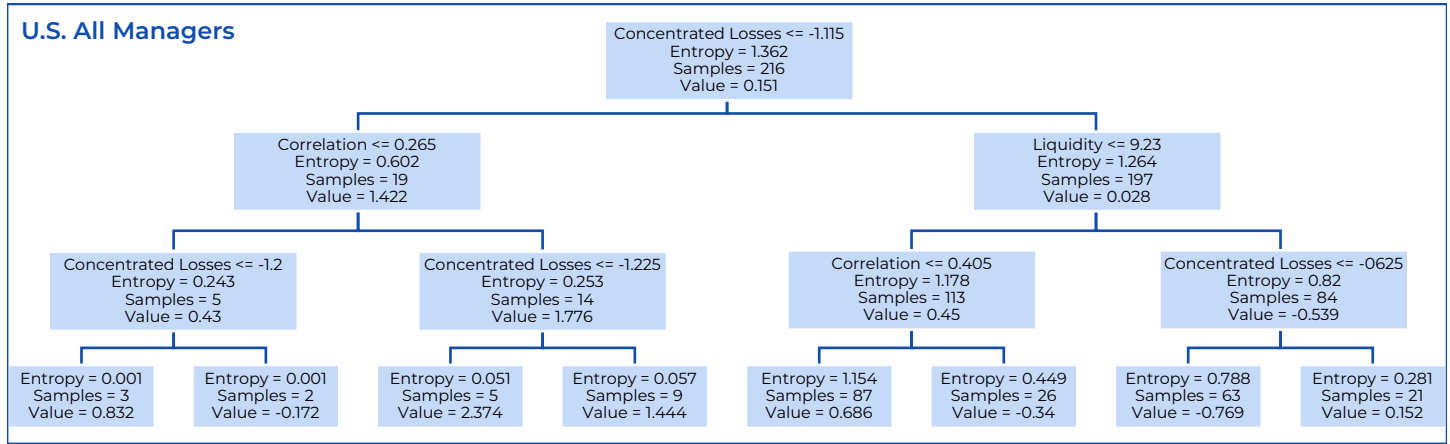 U.S. All Managers
Concentrated Losses <= -1.115
Entropy = 1.362
Samples = 216
Value = 0.151
Correlation <= 0.265
Entropy = 0.602
Samples = 19
Value = 1.422
Liquidity <= 9.23
Entropy = 1.264
Samples = 197
Value = 0.028
Concentrated Losses <= -1.2
Entropy = 0.243
Samples = 5
Value = 0.43
Concentrated Losses <= -1.225
Entropy = 0.253
Samples = 14
Value = 1.776
Correlation <= 0.405
Entropy = 1.178
Samples = 113
Value = 0.45
Concentrated Losses <= -0625
Entropy = 0.82
Samples = 84
Value = -0.539
Entropy = 0.001
Samples = 3
Value = 0.832
Entropy = 0.001
Samples = 2
Value = -0.172
Entropy = 0.051
Samples = 5
Value = 2.374
Entropy = 0.057
Samples = 9
Value = 1.444
Entropy = 1.154
Samples = 87
Value = 0.686
Entropy = 0.449
Samples = 26
Value = -0.34
Entropy = 0.788
Samples = 63
Value = -0.769
Entropy = 0.281
Samples = 21
Value = 0.152